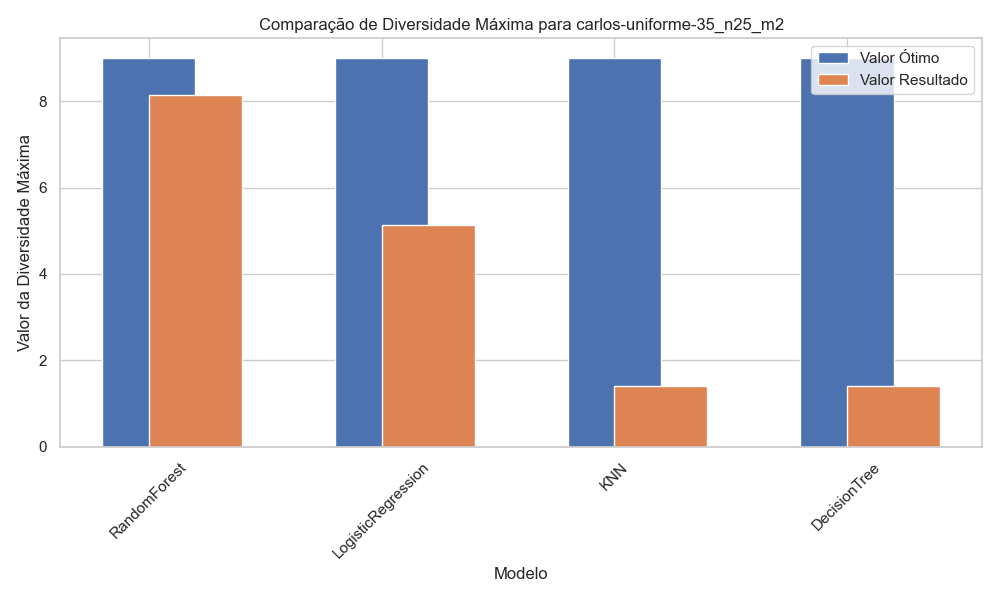 Comparação de Diversidade Máxima para carlos-uniforme-35_n25_m2
Valor Ótimo
Valor Resultado
Valor da Diversidade Máxima
8
6
4
2
0
RandomForest
LogisticRegression
KNN
DecisionTree
Modelo